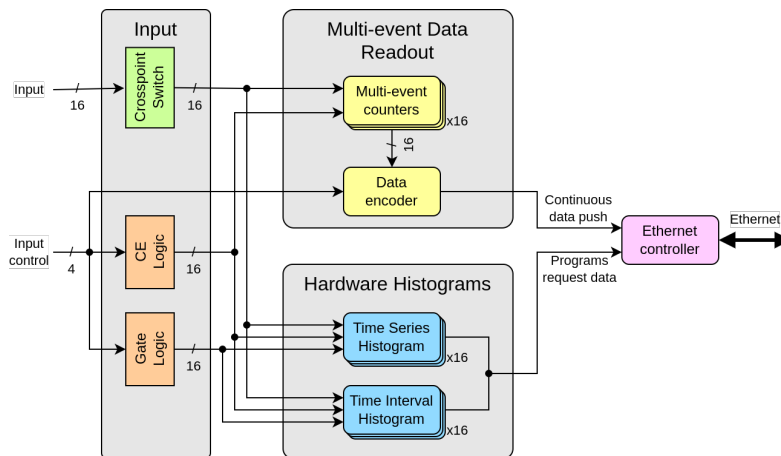 Input
Multi-event Data
Readout
Crosspoint
Switch
Input
16
16
Multi-event
counters
x16
16
Data
encoder
Continuous
data push
Ethernet
Ethernet
controller
Input
control
4
CE
Logic
16
Programs
request data
Hardware Histograms
Gate
Logic
16
Time Series
Histogram
x16
Time Interval
Histogram
x16